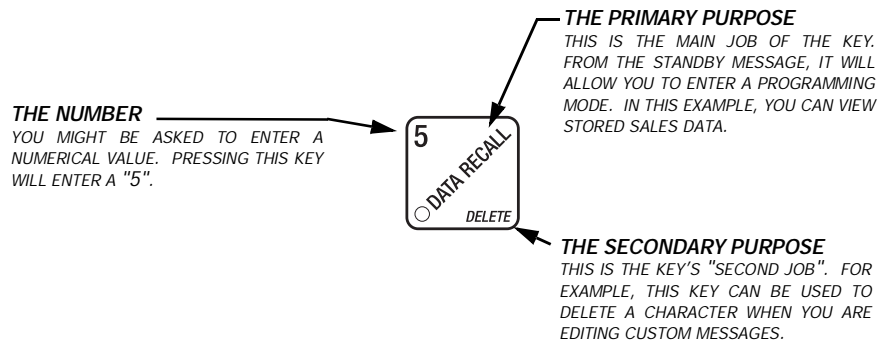 THE PRIMARY PURPOSE
THIS IS THE MAIN JOB OF THE KEY.
FROM THE STANDBY MESSAGE, IT WILL
ALLOW YOU TO ENTER A PROGRAMMING
MODE. IN THIS EXAMPLE, YOU CAN VIEW
STORED SALES DATA.
THE NUMBER
YOU MIGHT BE ASKED TO ENTER A
NUMERICAL VALUE. PRESSING THIS KEY
WILL ENTER A "5".
5
DATA RECALL
DELETE
THE SECONDARY PURPOSE
THIS IS THE KEY'S "SECOND JOB". FOR
EXAMPLE, THIS KEY CAN BE USED TO
DELETE A CHARACTER WHEN YOU ARE
EDITING CUSTOM MESSAGES.